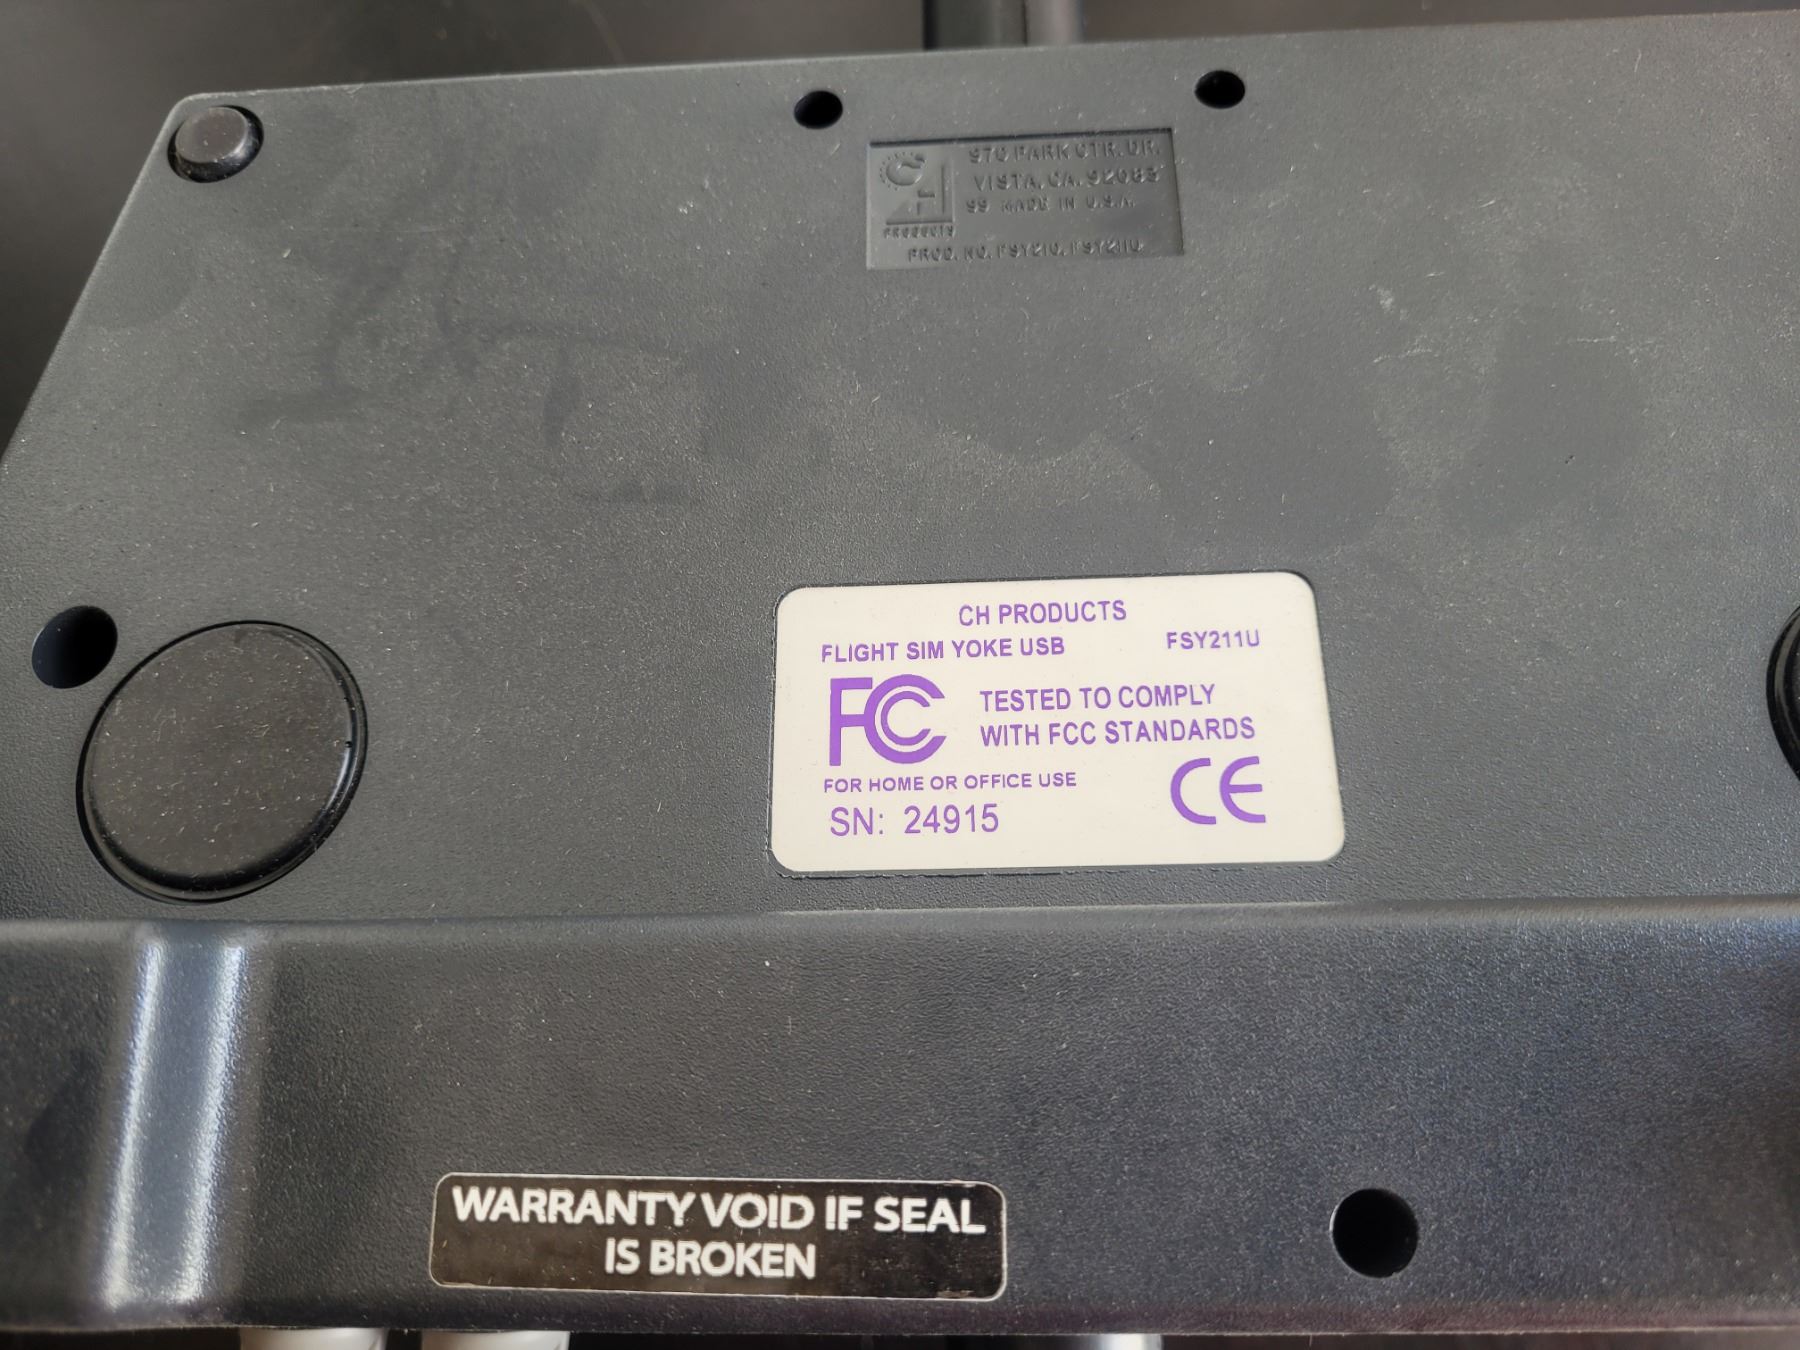 970 PARK CTR. DR.
VISTA, CA. 92083
99 MADE IN U.S.A.
PRODUCTS
PROD. NO. FSY210, FSY211U
CH PRODUCTS
FLIGHT SIM YOKE USB FSY211U
FC TESTED TO COMPLY
WITH FCC STANDARDS
FOR HOME OR OFFICE USE
CE
SN: 24915
WARRANTY VOID IF SEAL
IS BROKEN